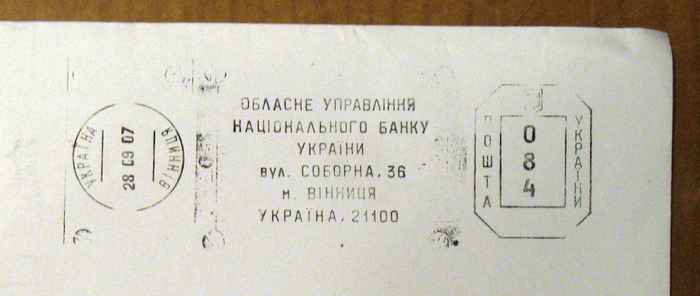 УКРАЇНА
28 09 07
ВІННИЦЯ
ОБЛАСНЕ УПРАВЛІННЯ
НАЦІОНАЛЬНОГО БАНКУ
УКРАЇНИ
вул. СОБОРНА, 36
м. ВІННИЦЯ
УКРАЇНА, 21100
ПОШТА
084
УКРАЇНИ